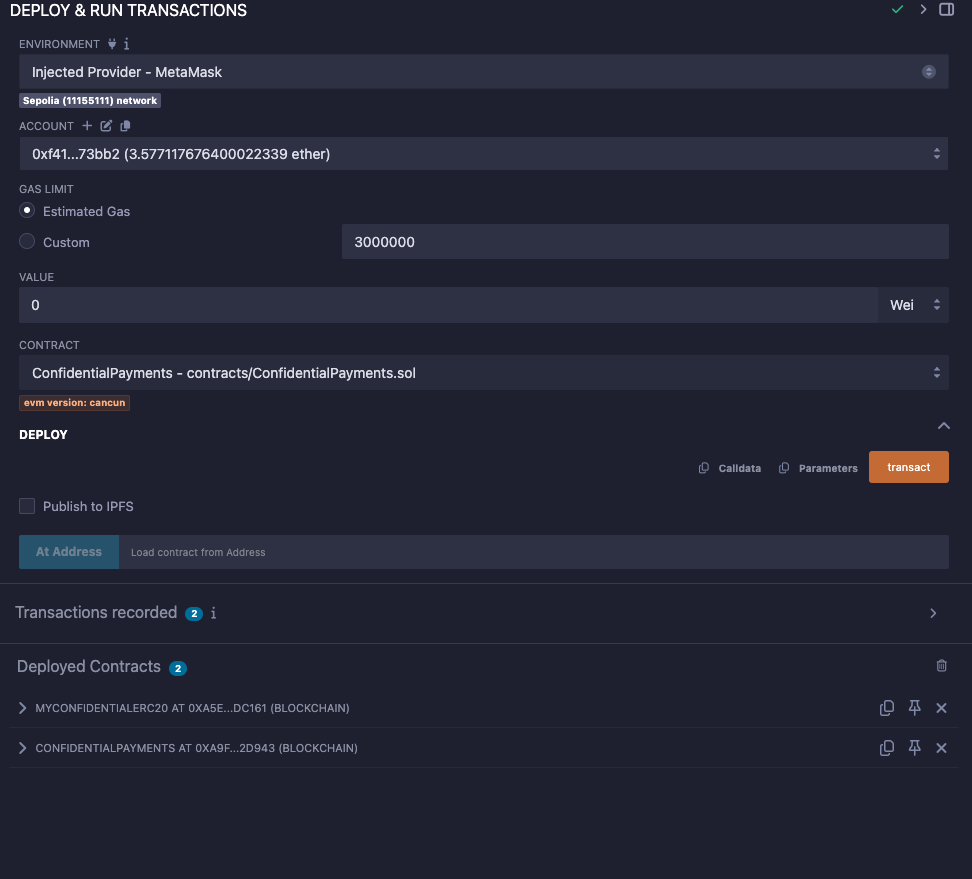 DEPLOY & RUN TRANSACTIONS
ENVIRONMENT
Injected Provider - MetaMask
Sepolia (11155111) network
ACCOUNT
0xf41...73bb2 (3.577117676400022339 ether)
GAS LIMIT
Estimated Gas
Custom 3000000
VALUE
0 Wei
CONTRACT
ConfidentialPayments - contracts/ConfidentialPayments.sol
evm version: cancun
DEPLOY
Calldata Parameters transact
Publish to IPFS
At Address Load contract from Address
Transactions recorded 2 i
Deployed Contracts 2
MYCONFIDENTIALERC20 AT 0XA5E...DC161 (BLOCKCHAIN)
CONFIDENTIALPAYMENTS AT 0XA9F...2D943 (BLOCKCHAIN)